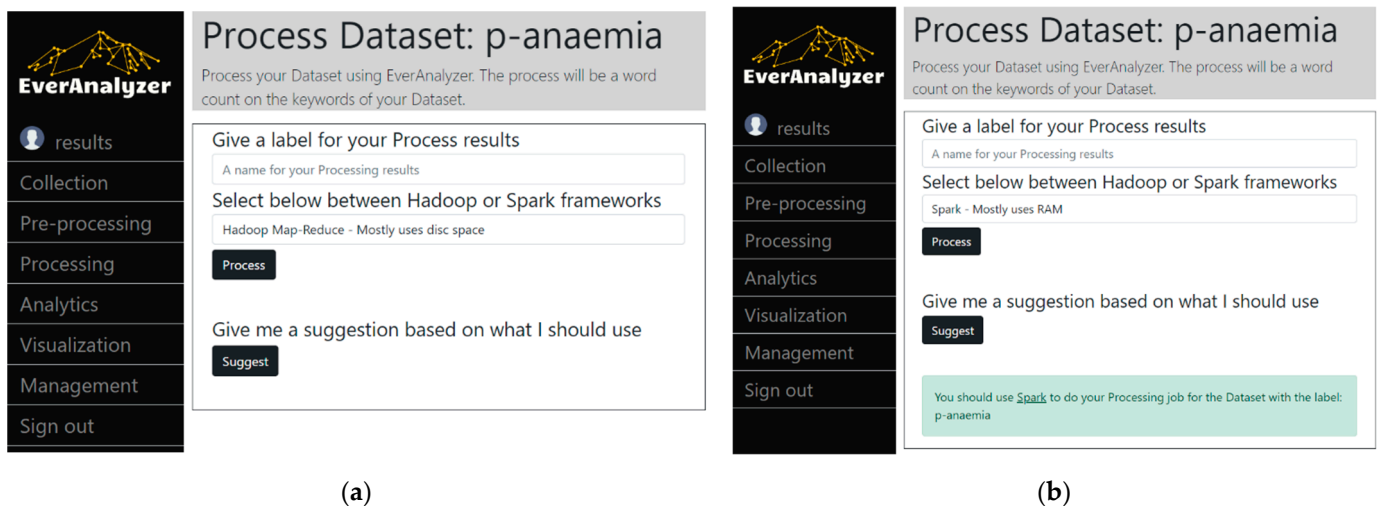 EverAnalyzer
results
Collection
Pre-processing
Processing
Analytics
Visualization
Management
Sign out
Process Dataset: p-anaemia
Process your Dataset using EverAnalyzer. The process will be a word
count on the keywords of your Dataset.
Give a label for your Process results
A name for your Processing results
Select below between Hadoop or Spark frameworks
Hadoop Map-Reduce - Mostly uses disc space
Process
Give me a suggestion based on what I should use
Suggest
(a)
EverAnalyzer
results
Collection
Pre-processing
Processing
Analytics
Visualization
Management
Sign out
Process Dataset: p-anaemia
Process your Dataset using EverAnalyzer. The process will be a word
count on the keywords of your Dataset.
Give a label for your Process results
A name for your Processing results
Select below between Hadoop or Spark frameworks
Spark - Mostly uses RAM
Process
Give me a suggestion based on what I should use
Suggest
You should use Spark to do your Processing job for the Dataset with the label:
p-anaemia
(b)